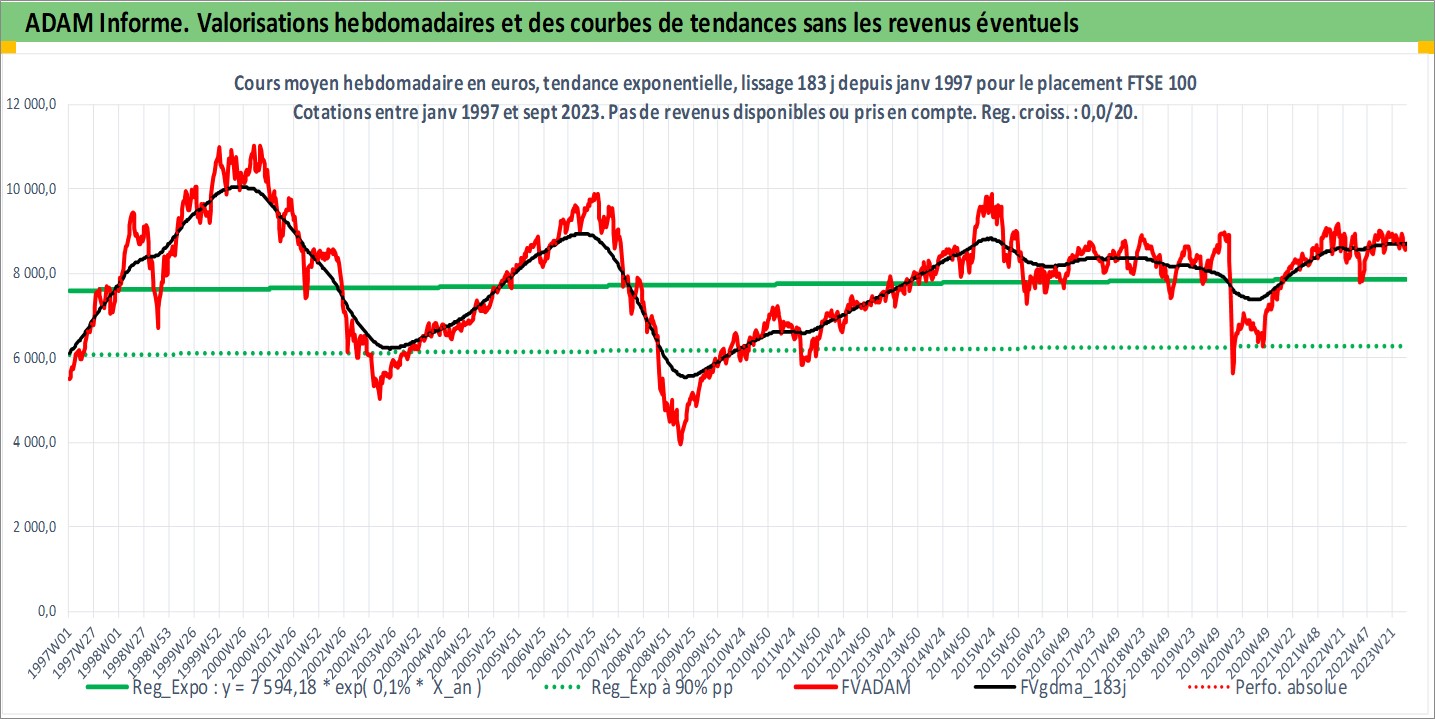 ADAM Informe. Valorisations hebdomadaires et des courbes de tendances sans les revenus éventuels
Cours moyen hebdomadaire en euros, tendance exponentielle, lissage 183 j depuis janv 1997 pour le placement FTSE 100
Cotations entre janv 1997 et sept 2023. Pas de revenus disponibles ou pris en compte. Reg. croiss. : 0,0/20.
12 000,0
10 000,0
8 000,0
6 000,0
4 000,0
2 000,0
0,0
1997W01
1997W27
1998W01
1998W27
1998W53
1999W26
1999W52
2000W26
2000W52
2001W26
2001W52
2002W26
2002W52
2003W26
2003W52
2004W26
2004W52
2005W25
2005W51
2006W25
2006W51
2007W25
2007W51
2008W25
2008W51
2009W25
2009W51
2010W24
2010W50
2011W24
2011W50
2012W24
2012W50
2013W24
2013W50
2014W24
2014W50
2015W24
2015W50
2016W23
2016W49
2017W23
2017W49
2018W23
2018W49
2019W23
2019W49
2020W23
2020W49
2021W22
2021W48
2022W21
2022W47
2023W21
Reg_Expo : y = 7 594,18 * exp( 0,1% * X_an )
Reg_Exp à 90% pp
FVADAM
FVgdma_183j
Perfo. absolue